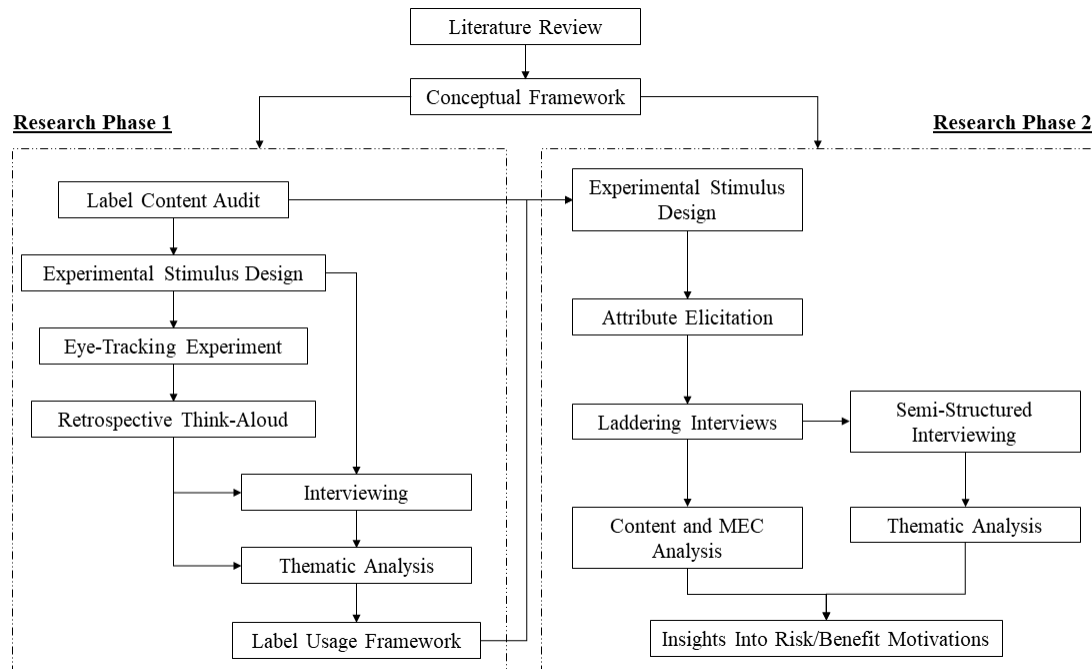 Literature Review
Conceptual Framework
Research Phase 1
Label Content Audit
Experimental Stimulus Design
Eye-Tracking Experiment
Retrospective Think-Aloud
Interviewing
Thematic Analysis
Label Usage Framework
Research Phase 2
Experimental Stimulus
Design
Attribute Elicitation
Laddering Interviews
Semi-Structured
Interviewing
Content and MEC
Analysis
Thematic Analysis
Insights Into Risk/Benefit Motivations